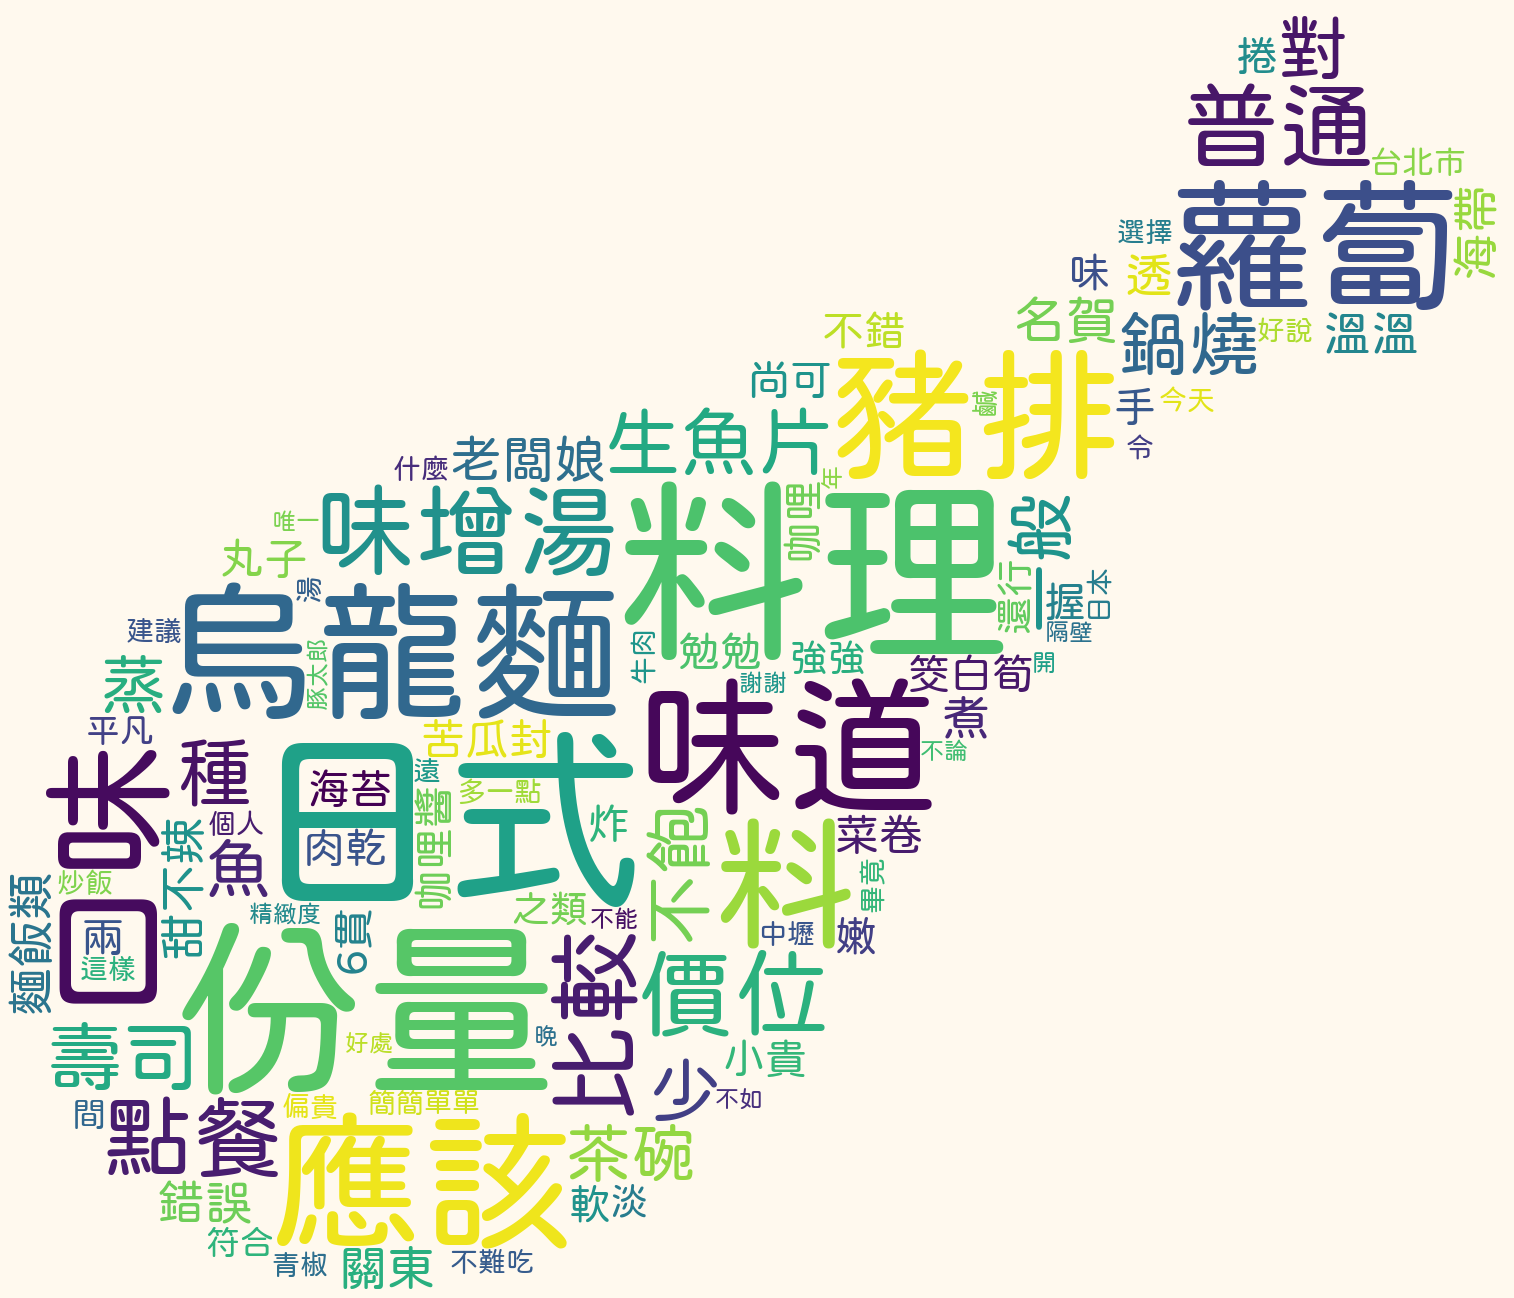 對
捲
普通
台北市
蘿蔔
海帶
選擇
味
透
名賀
鍋燒
好說
溫溫
不錯
尚可
豬排
鹹
手
今天
令
生魚片
老闆娘
什麼
年
味增湯
唯一
丸子
料理
咖哩
般
一
還行
握
日本
隔壁
湯
烏龍麵
建議
豚太郎
蒸
牛肉
勉勉
強強
謝謝
筊白筍
開
煮
不論
味道
平凡
苦瓜封
種
口味
日式
海苔
肉乾
遠
多一點
咖哩醬
炸
不飽
料
菜卷
畢竟
個人
魚
不辣
甜
炒飯
麵飯類
兩
這樣
精緻度
6買
之類
不能
中壢
嫩
份量
比較
價位
好處
晚
小貴
少
不如
壽司
間
點餐
偏貴
簡簡單單
應該
茶碗
錯誤
軟
淡
符合
青椒
關東
不難吃